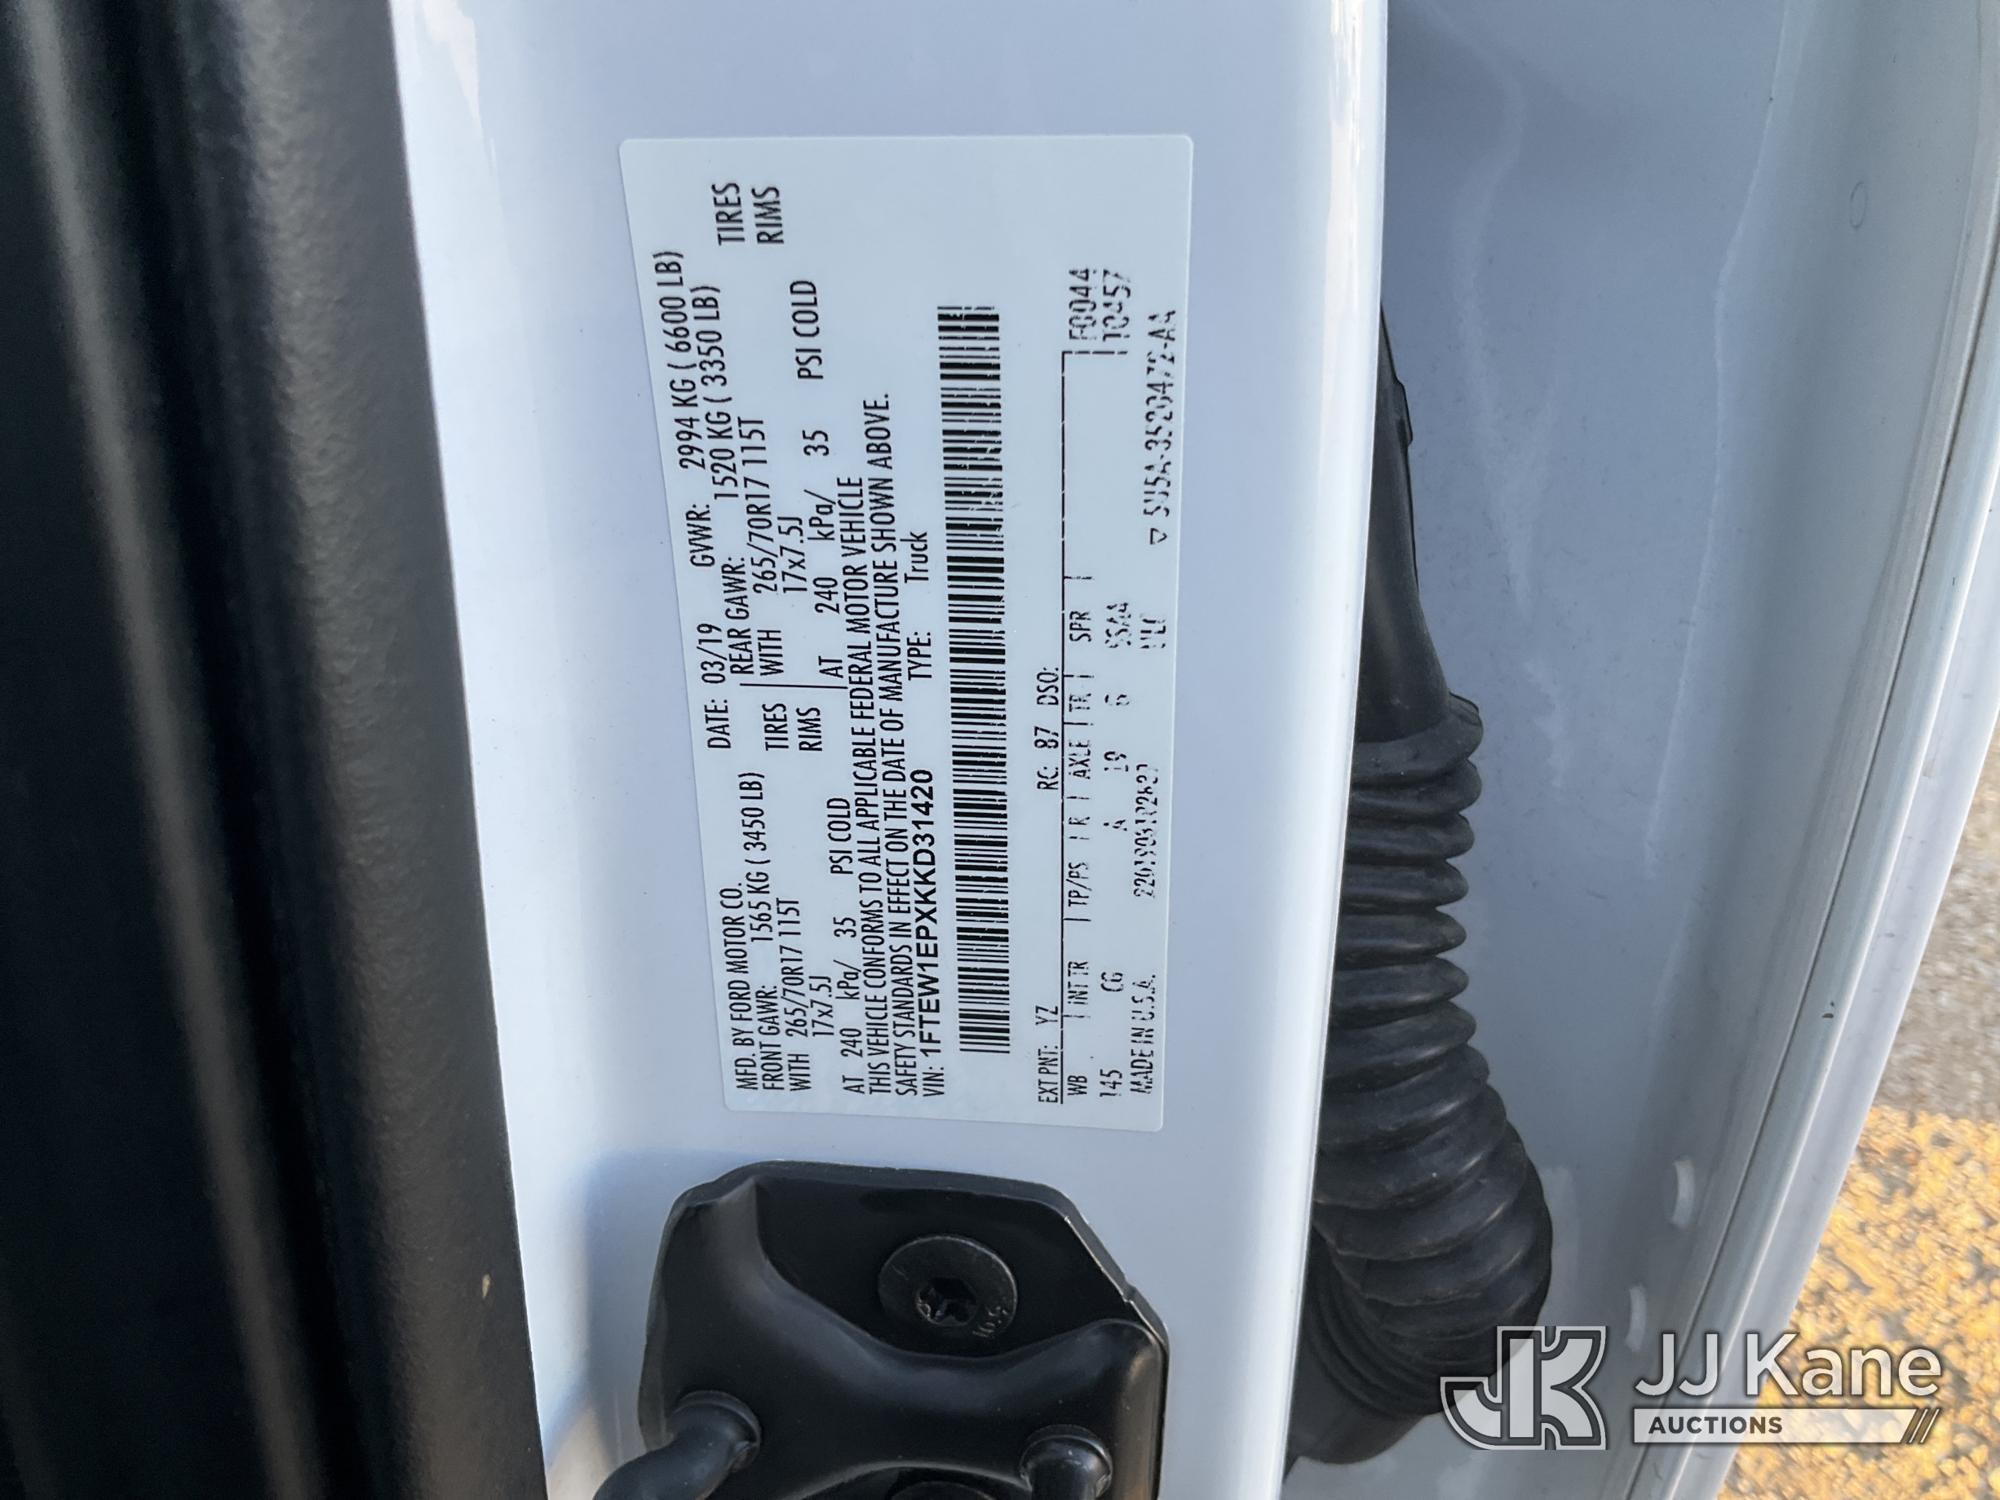 MFD. BY FORD MOTOR CO.
DATE: 03/19 GVWR: 2994 KG ( 6600 LB)
FRONT GAWR: 1565 KG ( 3450 LB) REAR GAWR: 1520 KG ( 3350 LB)
WITH 265/70R17 115T TIRES WITH 265/70R17 115T TIRES
17x7.5J RIMS 17x7.5J RIMS
AT 240 kPa/ 35 PSI COLD AT 240 kPa/ 35 PSI COLD
THIS VEHICLE CONFORMS TO ALL APPLICABLE FEDERAL MOTOR VEHICLE
SAFETY STANDARDS IN EFFECT ON THE DATE OF MANUFACTURE SHOWN ABOVE.
VIN: 1FTEW1EPXKKD31420 TYPE: Truck
EXT PNT: YZ RC: 87 DSO:
WB INT TR TP/PS R AXLE TR SPR F0044
145 CG A 19 6 10457
MADE IN U.S.A.
JJ Kane
AUCTIONS